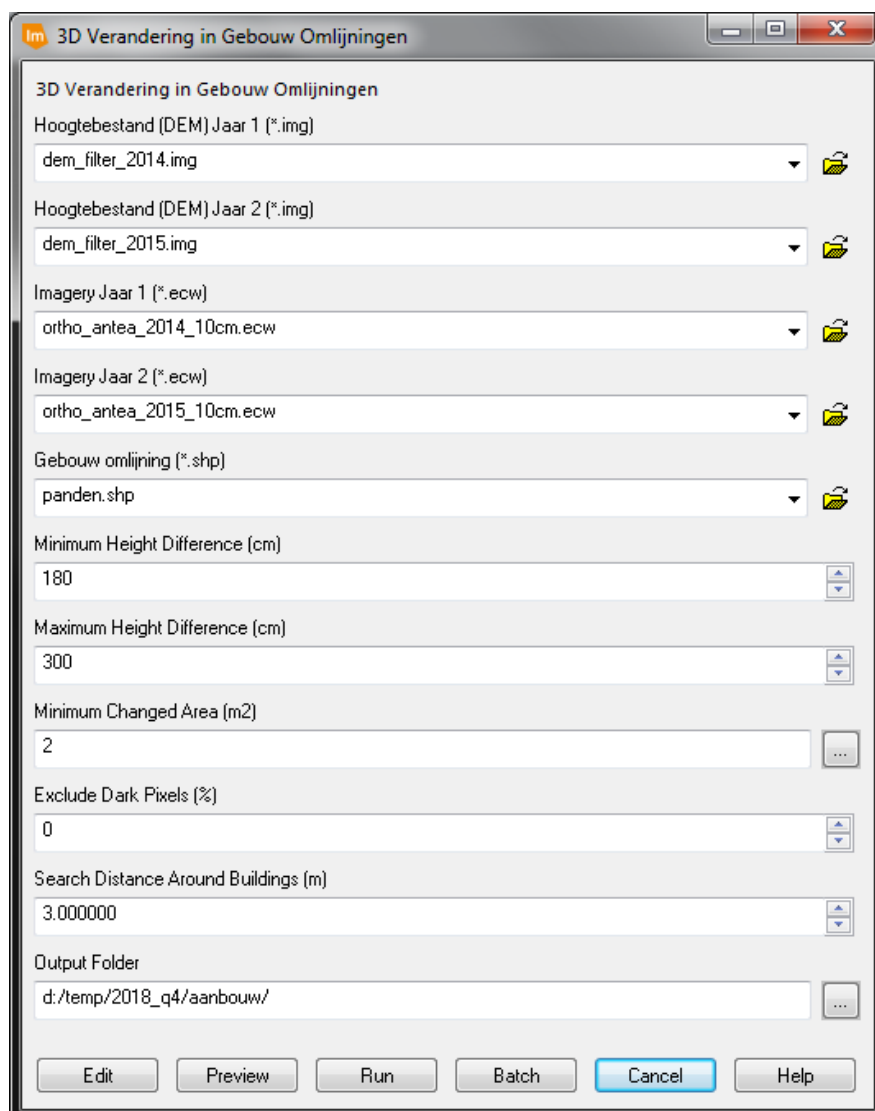 Im 3D Verandering in Gebouw Omlijningen
3D Verandering in Gebouw Omlijningen
Hoogtebestand (DEM) Jaar 1 (*.img)
dem_filter_2014.img
Hoogtebestand (DEM) Jaar 2 (*.img)
dem_filter_2015.img
Imagery Jaar 1 (*.ecw)
ortho_antea_2014_10cm.ecw
Imagery Jaar 2 (*.ecw)
ortho_antea_2015_10cm.ecw
Gebouw omlijning (*.shp)
panden.shp
Minimum Height Difference (cm)
180
Maximum Height Difference (cm)
300
Minimum Changed Area (m2)
2
...
Exclude Dark Pixels (%)
0
Search Distance Around Buildings (m)
3.000000
Output Folder
d:/temp/2018_q4/aanbouw/
...
Edit Preview Run Batch Cancel Help